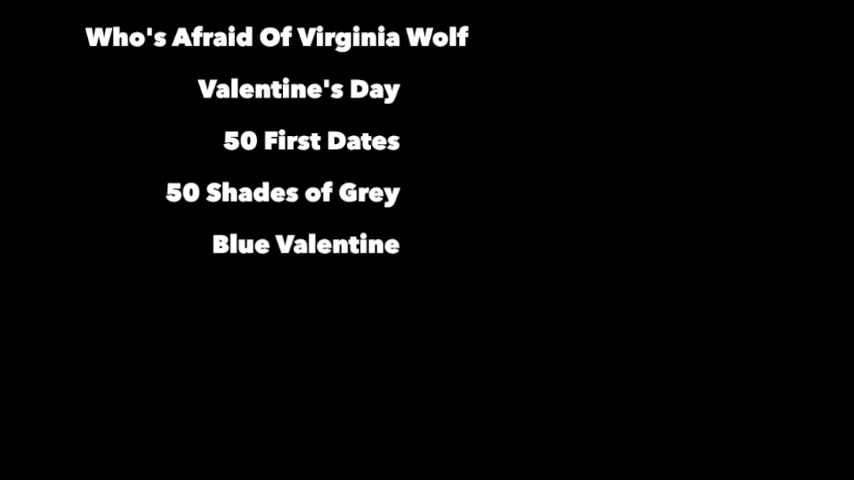 Who's Afraid Of Virginia Wolf
Valentine's Day
50 First Dates
50 Shades of Grey
Blue Valentine